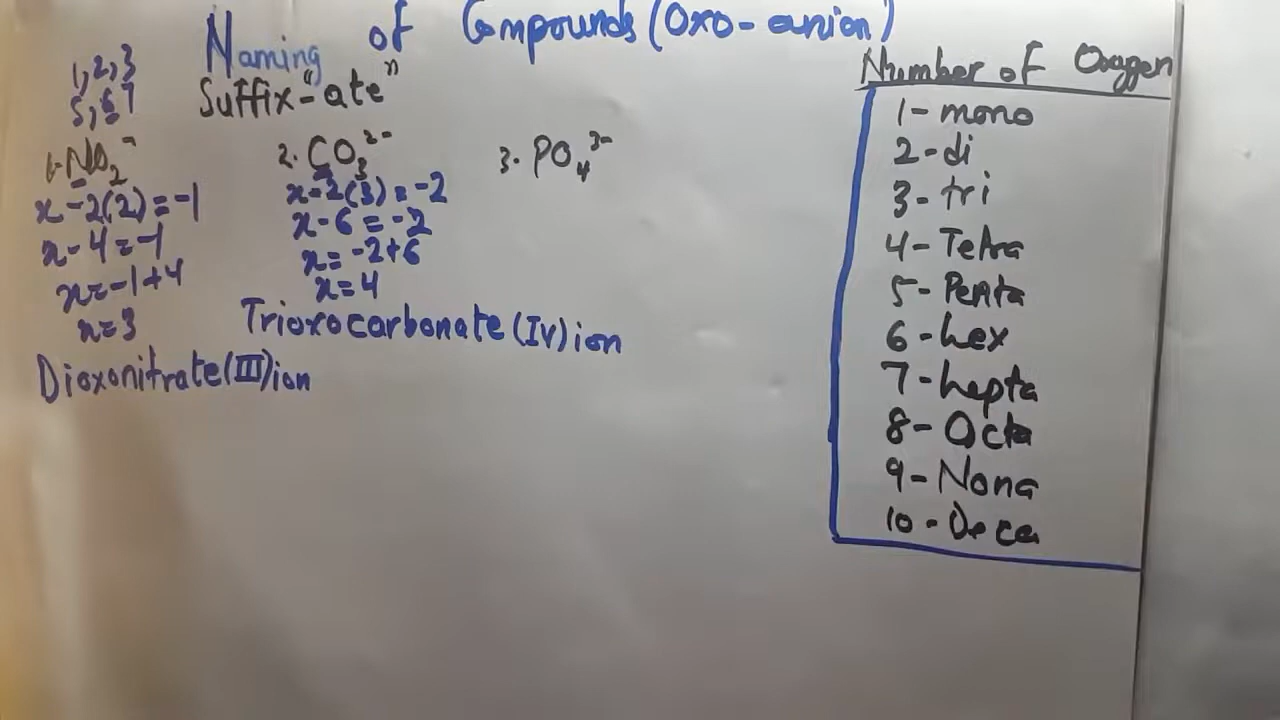 Naming of Compounds (Oxo-anion)
Suffix-"ate"
1,2,3
5,6,7
1. NO₂⁻
x-2(2)=-1
x-4=-1
x=-1+4
x=3
Dioxonitrate(III)ion
2. CO₃²⁻
x-2(3)=-2
x-6=-2
x=-2+6
x=4
Trioxocarbonate(IV)ion
3. PO₄³⁻
Number of Oxygen
1-mono
2-di
3-tri
4-Tetra
5-Penta
6-hex
7-hepta
8-Octa
9-Nona
10-Deca